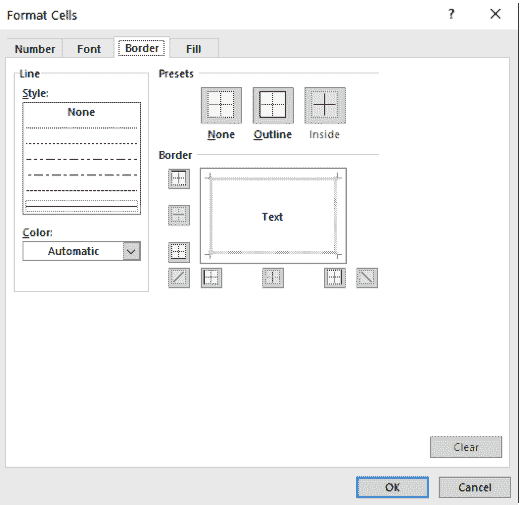 Format Cells ? ×
Number Font Border Fill
Line
Style:
None
Color:
Automatic
Presets
None Outline Inside
Border
Text
Clear
OK Cancel